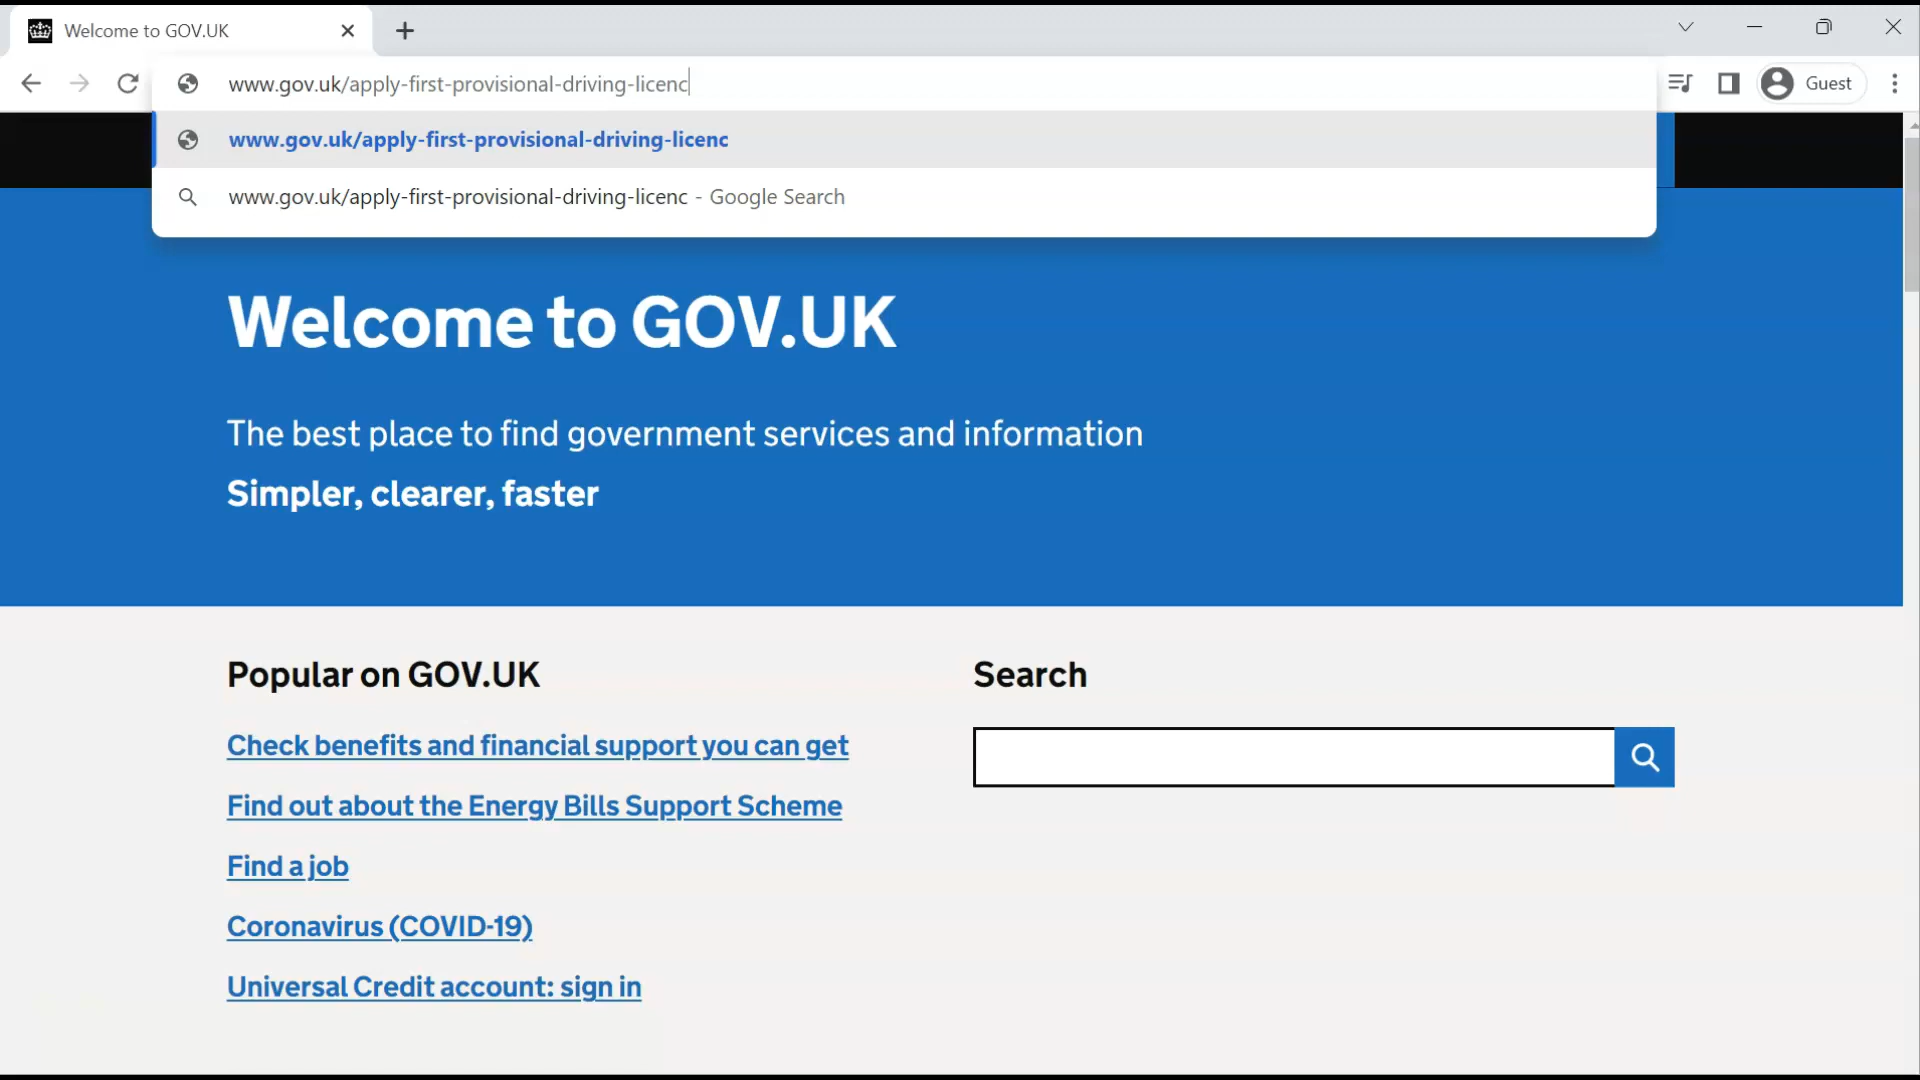 Welcome to GOV.UK
www.gov.uk/apply-first-provisional-driving-licenc
Guest
www.gov.uk/apply-first-provisional-driving-licenc
www.gov.uk/apply-first-provisional-driving-licenc - Google Search
Welcome to GOV.UK
The best place to find government services and information
Simpler, clearer, faster
Popular on GOV.UK
Check benefits and financial support you can get
Find out about the Energy Bills Support Scheme
Find a job
Coronavirus (COVID-19)
Universal Credit account: sign in
Search